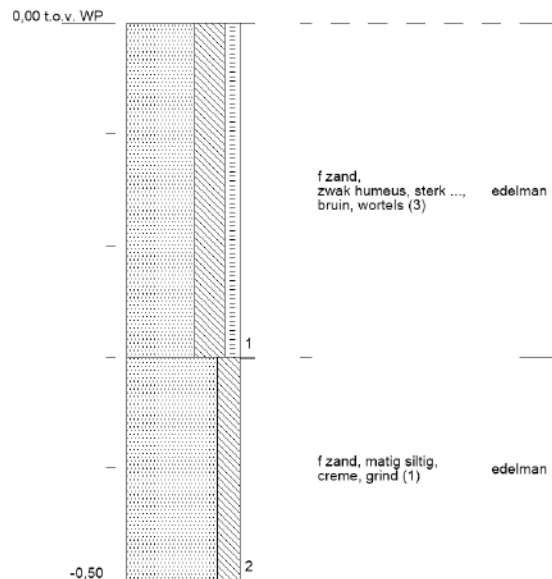 0,00 t.o.v. WP
f zand,
zwak humeus, sterk ..., edelman
bruin, wortels (3)
1
f zand, matig siltig,
creme, grind (1) edelman
2
-0,50